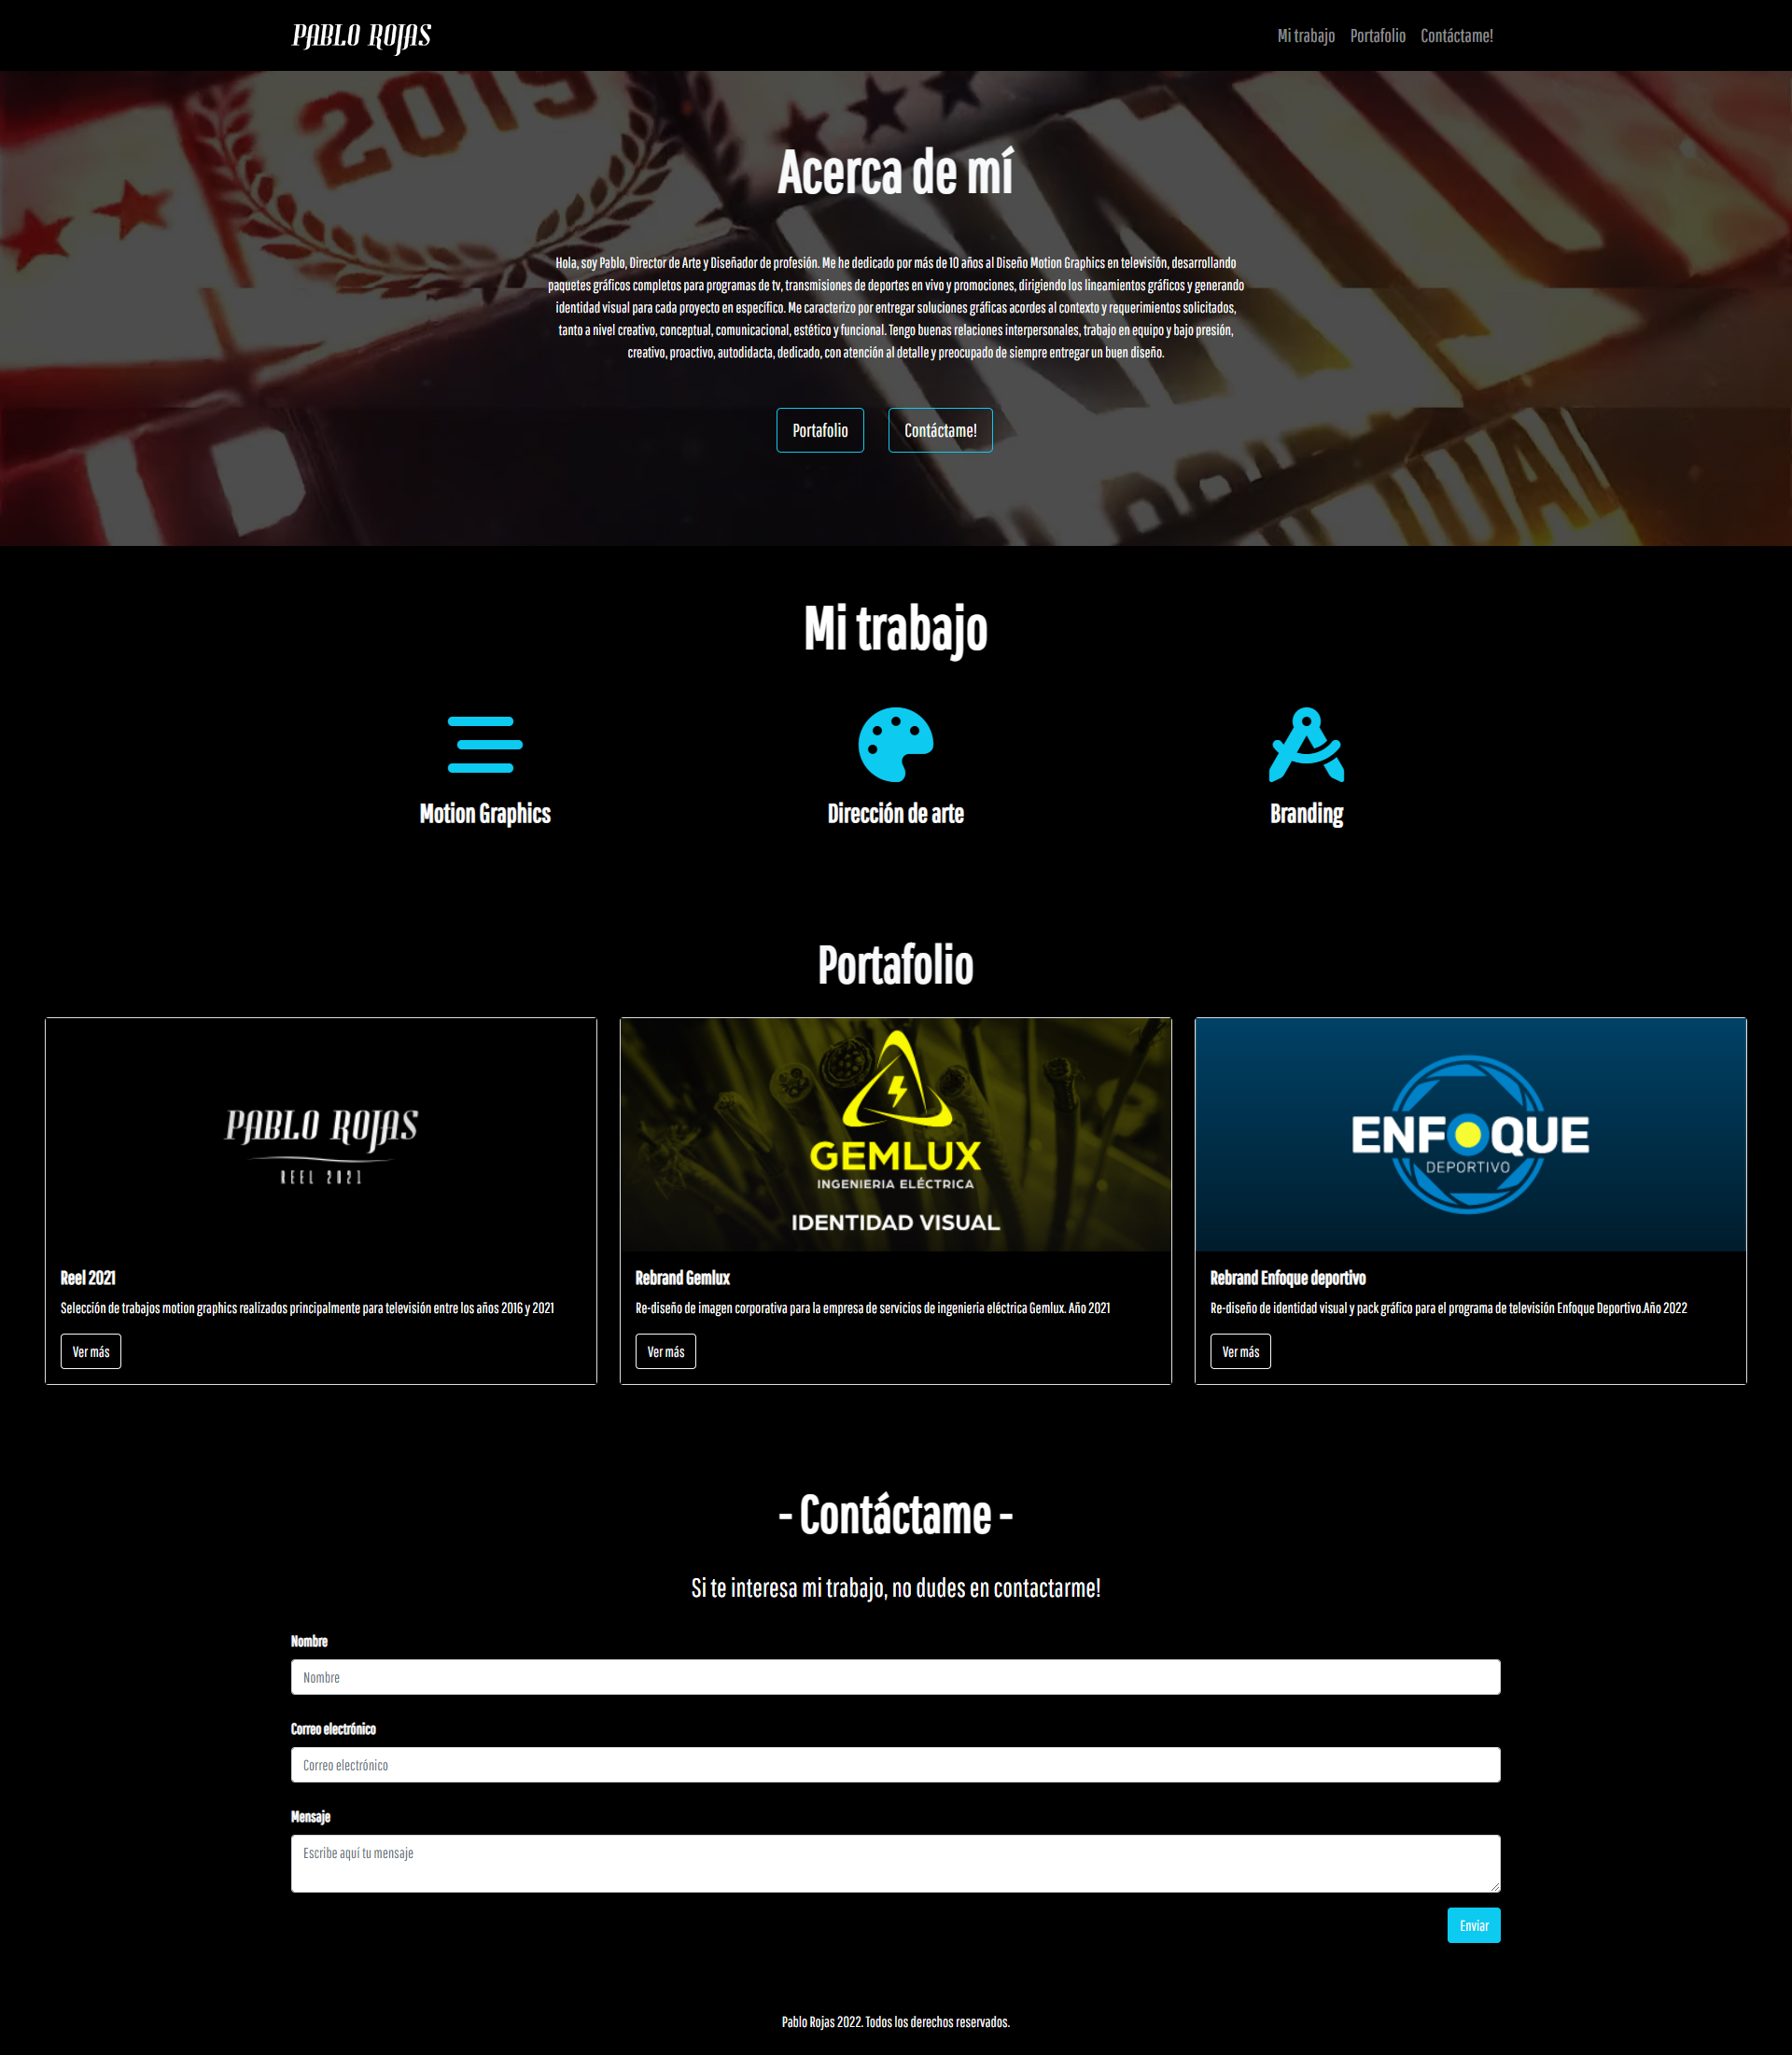 PABLO ROJAS
Mi trabajo Portafolio Contáctame!
2019
Acerca de mí
Hola, soy Pablo, Director de Arte y Diseñador de profesión. Me he dedicado por más de 10 años al Diseño Motion Graphics en televisión, desarrollando
paquetes gráficos completos para programas de tv, transmisiones de deportes en vivo y promociones, dirigiendo los lineamientos gráficos y generando
identidad visual para cada proyecto en específico. Me caracterizo por entregar soluciones gráficas acordes al contexto y requerimientos solicitados,
tanto a nivel creativo, conceptual, comunicacional, estético y funcional. Tengo buenas relaciones interpersonales, trabajo en equipo y bajo presión,
creativo, proactivo, autodidacta, dedicado, con atención al detalle y preocupado de siempre entregar un buen diseño.
Portafolio Contáctame!
Mi trabajo
Motion Graphics Dirección de arte Branding
Portafolio
PABLO ROJAS
REEL 2021
Reel 2021
Selección de trabajos motion graphics realizados principalmente para televisión entre los años 2016 y 2021
Ver más
GEMLUX
INGENIERIA ELÉCTRICA
IDENTIDAD VISUAL
Rebrand Gemlux
Re-diseño de imagen corporativa para la empresa de servicios de ingenieria eléctrica Gemlux. Año 2021
Ver más
ENFOQUE
DEPORTIVO
Rebrand Enfoque deportivo
Re-diseño de identidad visual y pack gráfico para el programa de televisión Enfoque Deportivo.Año 2022
Ver más
- Contáctame -
Si te interesa mi trabajo, no dudes en contactarme!
Nombre
Nombre
Correo electrónico
Correo electrónico
Mensaje
Escribe aquí tu mensaje
Enviar
Pablo Rojas 2022. Todos los derechos reservados.